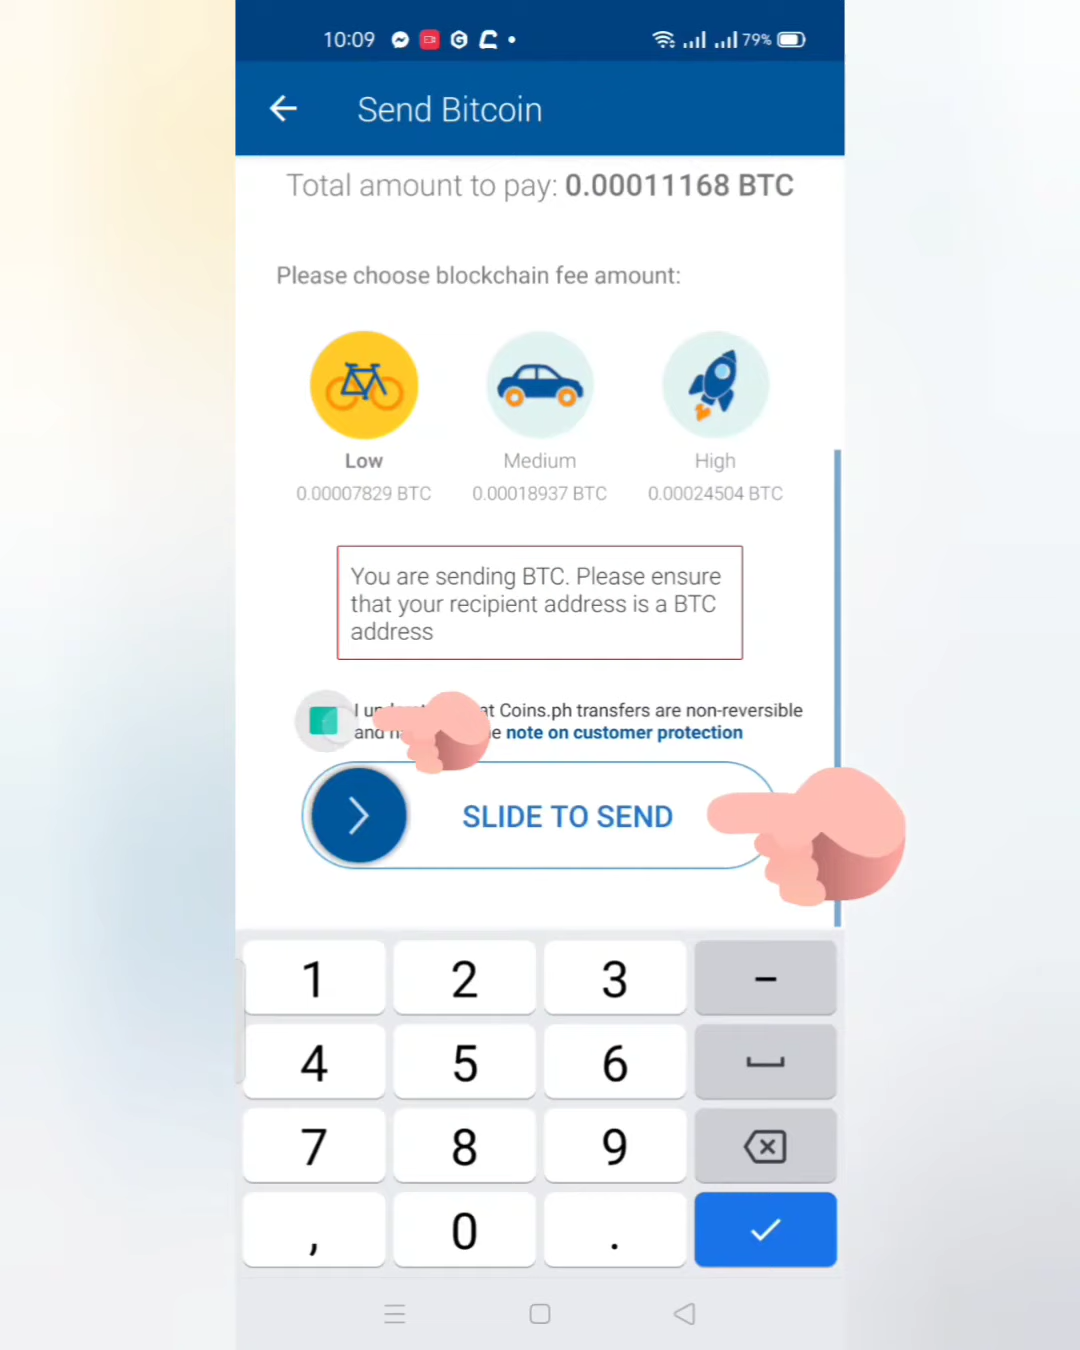 10:09
79%
Send Bitcoin
Total amount to pay: 0.00011168 BTC
Please choose blockchain fee amount:
Low Medium High
0.00007829 BTC 0.00018937 BTC 0.00024504 BTC
You are sending BTC. Please ensure
that your recipient address is a BTC
address
I at Coins.ph transfers are non-reversible
and note on customer protection
SLIDE TO SEND
1 2 3 -
4 5 6
7 8 9
, 0 .